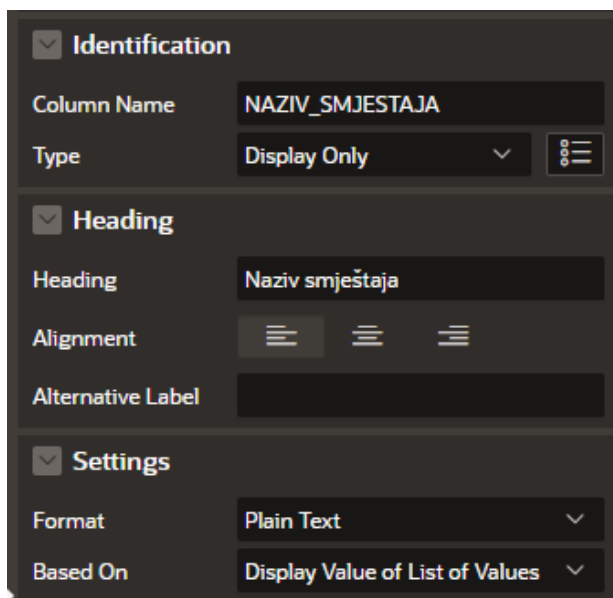 Identification
Column Name NAZIV_SMJESTAJA
Type Display Only
Heading
Heading Naziv smještaja
Alignment
Alternative Label
Settings
Format Plain Text
Based On Display Value of List of Values